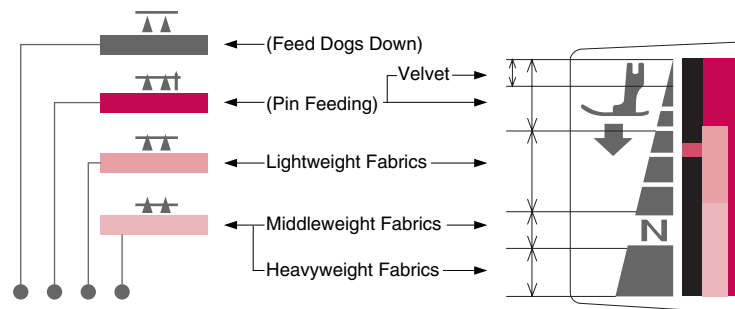 (Feed Dogs Down)
Velvet
(Pin Feeding)
Lightweight Fabrics
Middleweight Fabrics
N
Heavyweight Fabrics